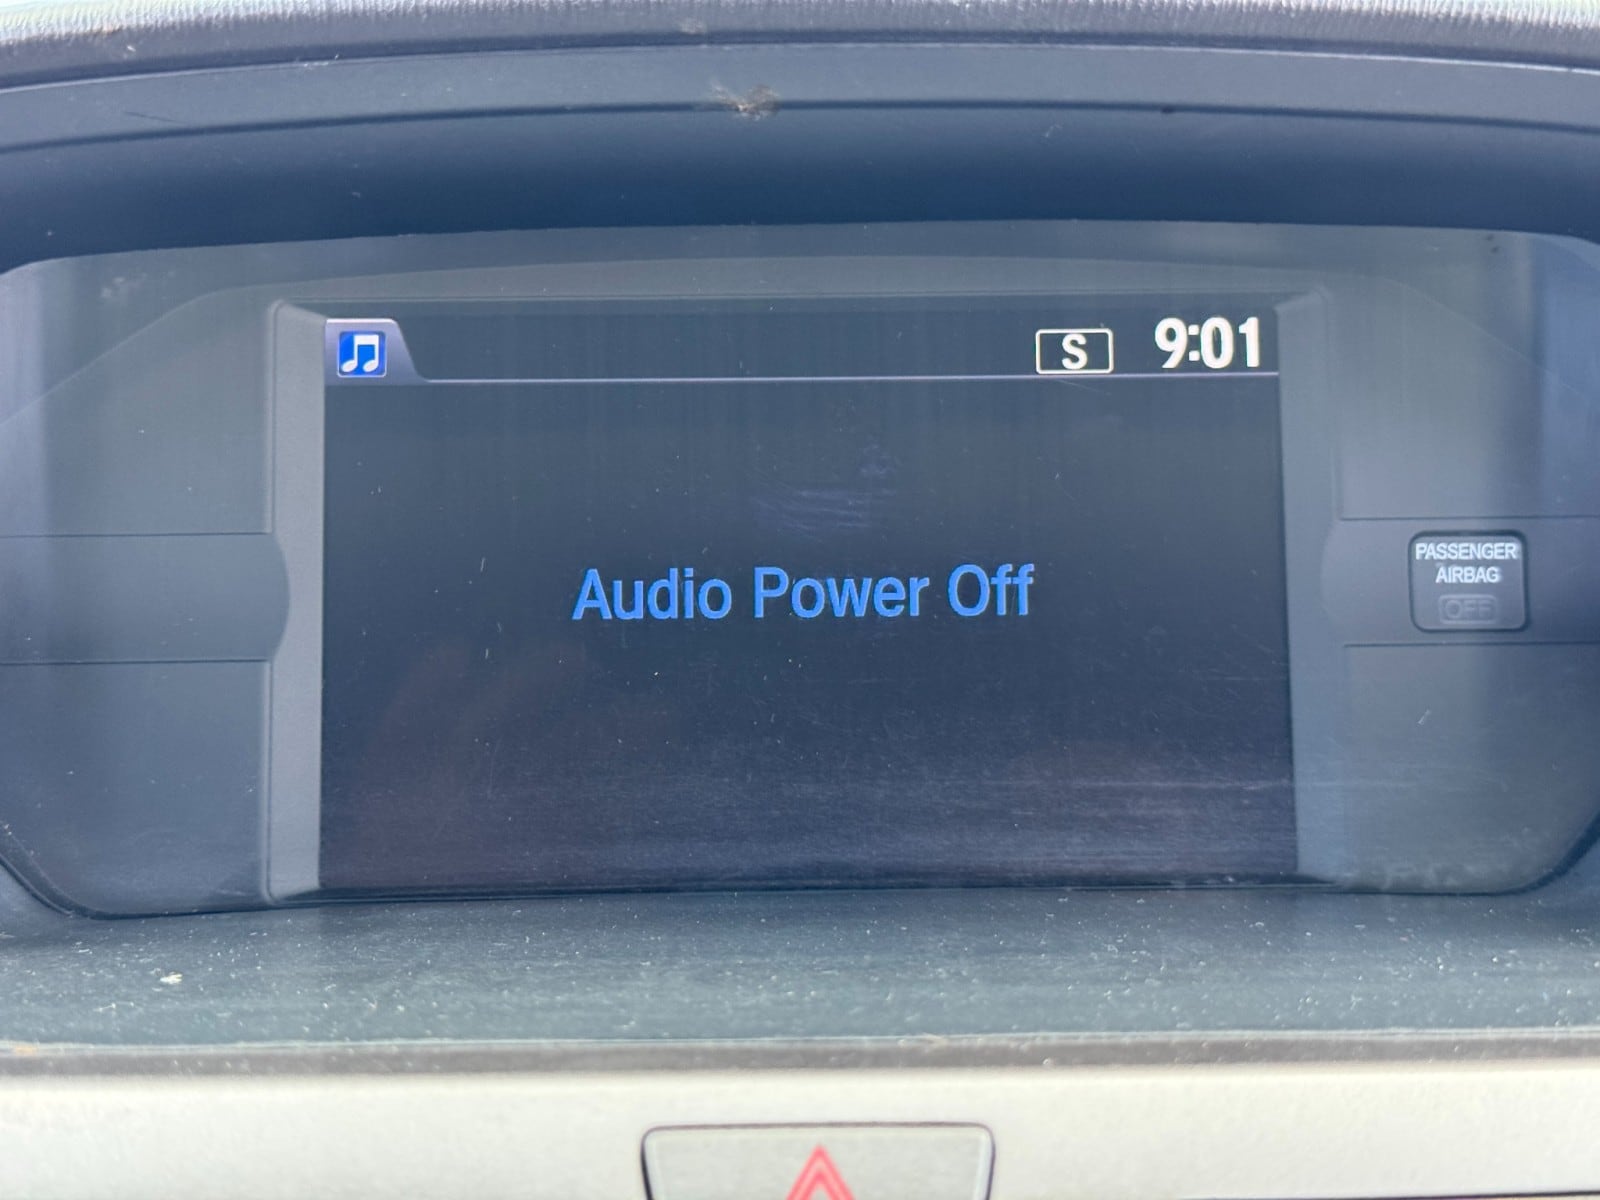 S 9:01
Audio Power Off
PASSENGER
AIRBAG
OFF